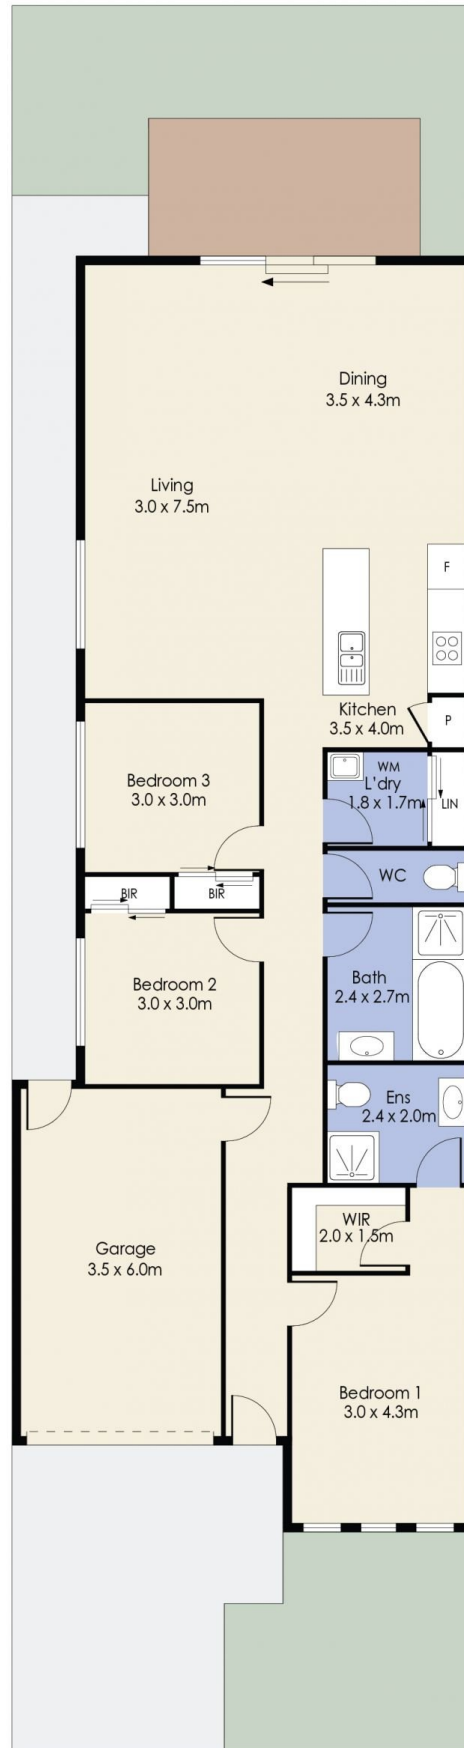 Dining
3.5 x 4.3m
Living
3.0 x 7.5m
F
Kitchen
3.5 x 4.0m
P
Bedroom 3
3.0 x 3.0m
WM
L'dry
1.8 x 1.7m
LIN
WC
BIR
BIR
Bedroom 2
3.0 x 3.0m
Bath
2.4 x 2.7m
Ens
2.4 x 2.0m
WIR
2.0 x 1.5m
Garage
3.5 x 6.0m
Bedroom 1
3.0 x 4.3m